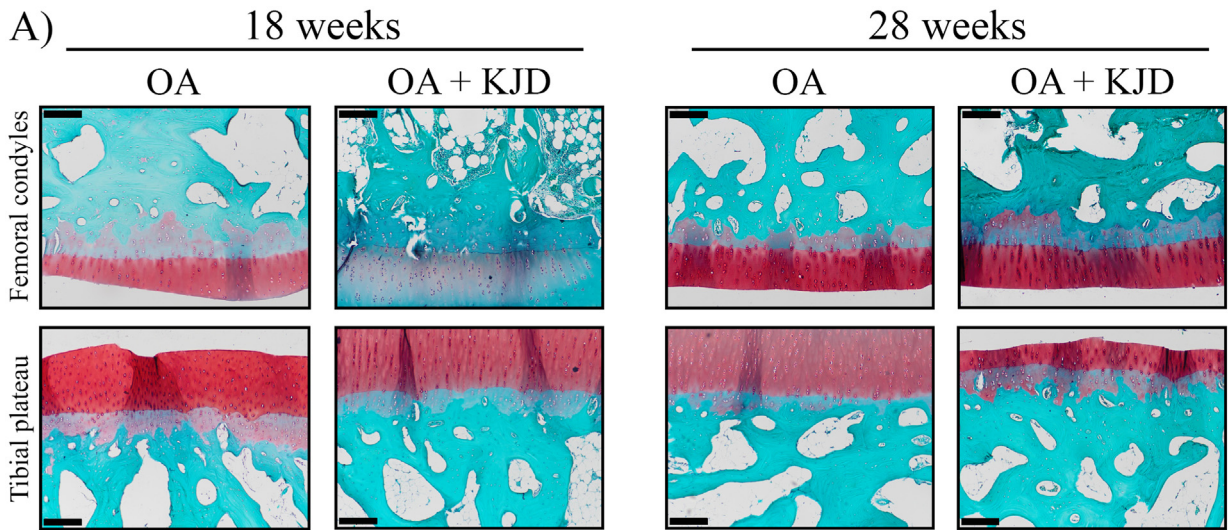 A)
18 weeks
28 weeks
OA
OA + KJD
OA
OA + KJD
Femoral condyles
Tibial plateau